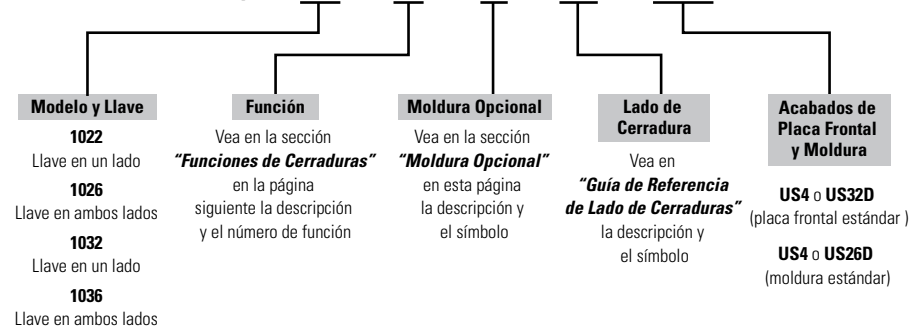 Modelo y Llave
1022
Llave en un lado
1026
Llave en ambos lados
1032
Llave en un lado
1036
Llave en ambos lados
Función
Vea en la sección
“Funciones de Cerraduras”
en la página
siguiente la descripción
y el número de función
Moldura Opcional
Vea en la sección
“Moldura Opcional”
en esta página
la descripción y
el símbolo
Lado de
Cerradura
Vea en
“Guía de Referencia
de Lado de Cerraduras”
la descripción y
el símbolo
Acabados de
Placa Frontal
y Moldura
US4 o US32D
(placa frontal estándar )
US4 o US26D
(moldura estándar)